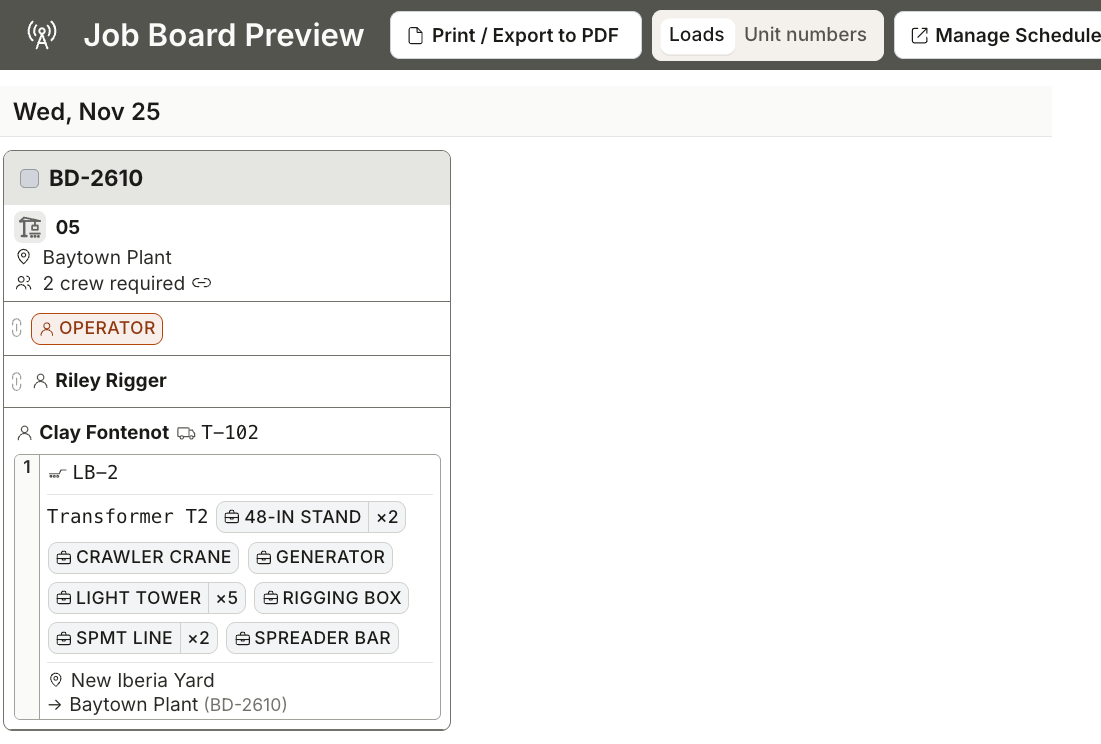 Job Board Preview
Print / Export to PDF
Loads
Unit numbers
Manage Schedule
Wed, Nov 25
BD-2610
05
Baytown Plant
2 crew required
OPERATOR
Riley Rigger
Clay Fontenot T-102
1
LB-2
Transformer T2 48-IN STAND ×2
CRAWLER CRANE GENERATOR
LIGHT TOWER ×5 RIGGING BOX
SPMT LINE ×2 SPREADER BAR
New Iberia Yard
→ Baytown Plant (BD-2610)